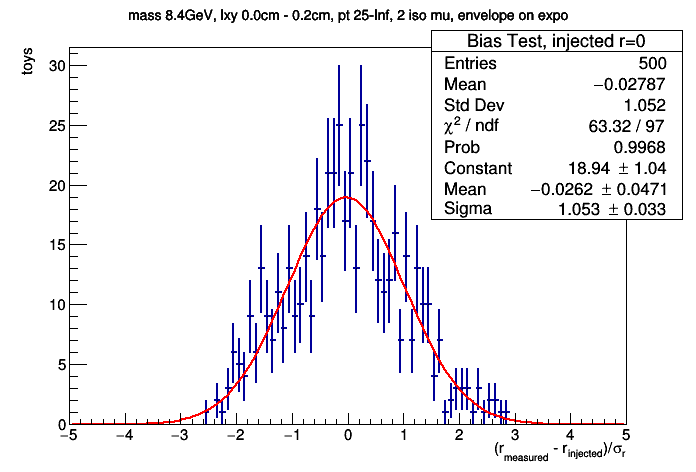 mass 8.4GeV, lxy 0.0cm - 0.2cm, pt 25-Inf, 2 iso mu, envelope on expo
toys
Bias Test, injected r=0
Entries 500
Mean −0.02787
Std Dev 1.052
χ² / ndf 63.32 / 97
Prob 0.9968
Constant 18.94 ± 1.04
Mean −0.0262 ± 0.0471
Sigma 1.053 ± 0.033
30
25
20
15
10
5
0
−5 −4 −3 −2 −1 0 1 2 3 4 5
(r_measured - r_injected)/σ_r